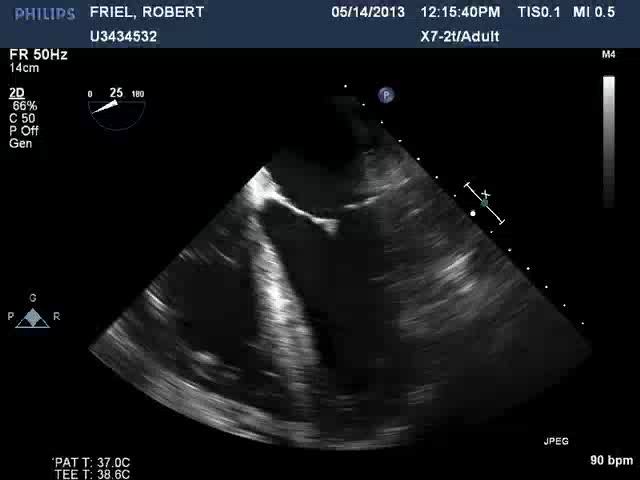 PHILIPS
FRIEL, ROBERT
05/14/2013
12:15:40PM
TIS0.1
MI 0.5
U3434532
X7-2t/Adult
FR 50Hz
14cm
M4
2D
66%
C 50
P Off
Gen
0 25 180
P
X
G
P R
JPEG
PAT T: 37.0C
TEE T: 38.6C
90 bpm